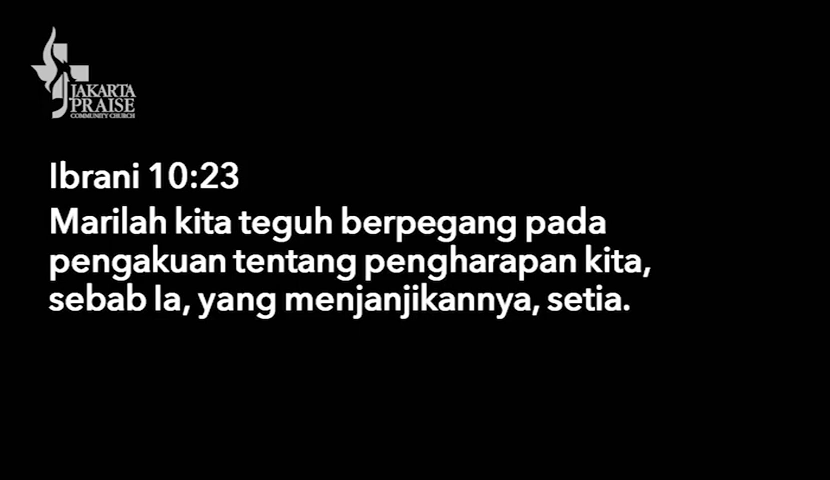 JAKARTA
PRAISE
COMMUNITY CHURCH
Ibrani 10:23
Marilah kita teguh berpegang pada
pengakuan tentang pengharapan kita,
sebab Ia, yang menjanjikannya, setia.